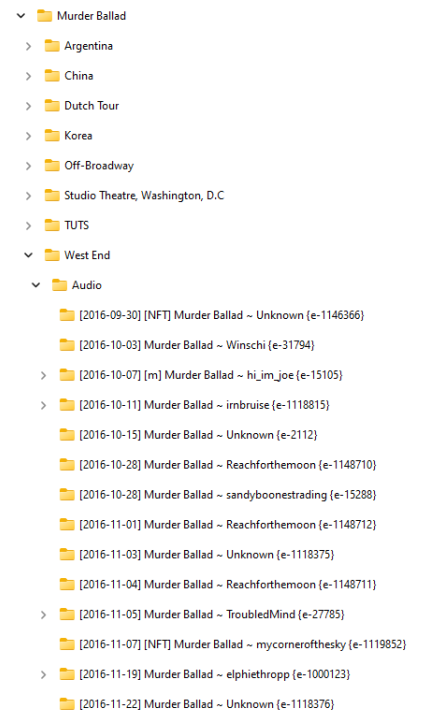 Murder Ballad
Argentina
China
Dutch Tour
Korea
Off-Broadway
Studio Theatre, Washington, D.C
TUTS
West End
Audio
[2016-09-30] [NFT] Murder Ballad ~ Unknown {e-1146366}
[2016-10-03] Murder Ballad ~ Winschi {e-31794}
[2016-10-07] [m] Murder Ballad ~ hi_im_joe {e-15105}
[2016-10-11] Murder Ballad ~ irnbruise {e-1118815}
[2016-10-15] Murder Ballad ~ Unknown {e-2112}
[2016-10-28] Murder Ballad ~ Reachforthemoon {e-1148710}
[2016-10-28] Murder Ballad ~ sandyboonestrading {e-15288}
[2016-11-01] Murder Ballad ~ Reachforthemoon {e-1148712}
[2016-11-03] Murder Ballad ~ Unknown {e-1118375}
[2016-11-04] Murder Ballad ~ Reachforthemoon {e-1148711}
[2016-11-05] Murder Ballad ~ TroubledMind {e-27785}
[2016-11-07] [NFT] Murder Ballad ~ mycornerofthesky {e-1119852}
[2016-11-19] Murder Ballad ~ elphiethropp {e-1000123}
[2016-11-22] Murder Ballad ~ Unknown {e-1118376}